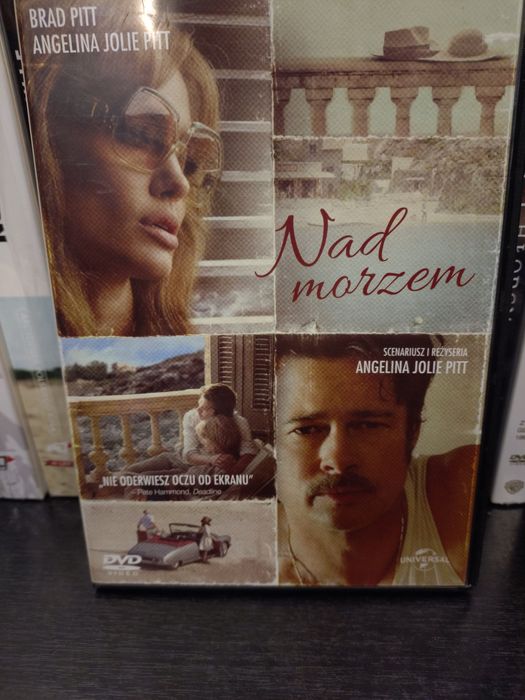 BRAD PITT
ANGELINA JOLIE PITT
Nad
morzem
SCENARIUSZ I REŻYSERIA
ANGELINA JOLIE PITT
„NIE ODERWIESZ OCZU OD EKRANU”
– Pete Hammond, Deadline
DVD
VIDEO
UNIVERSAL